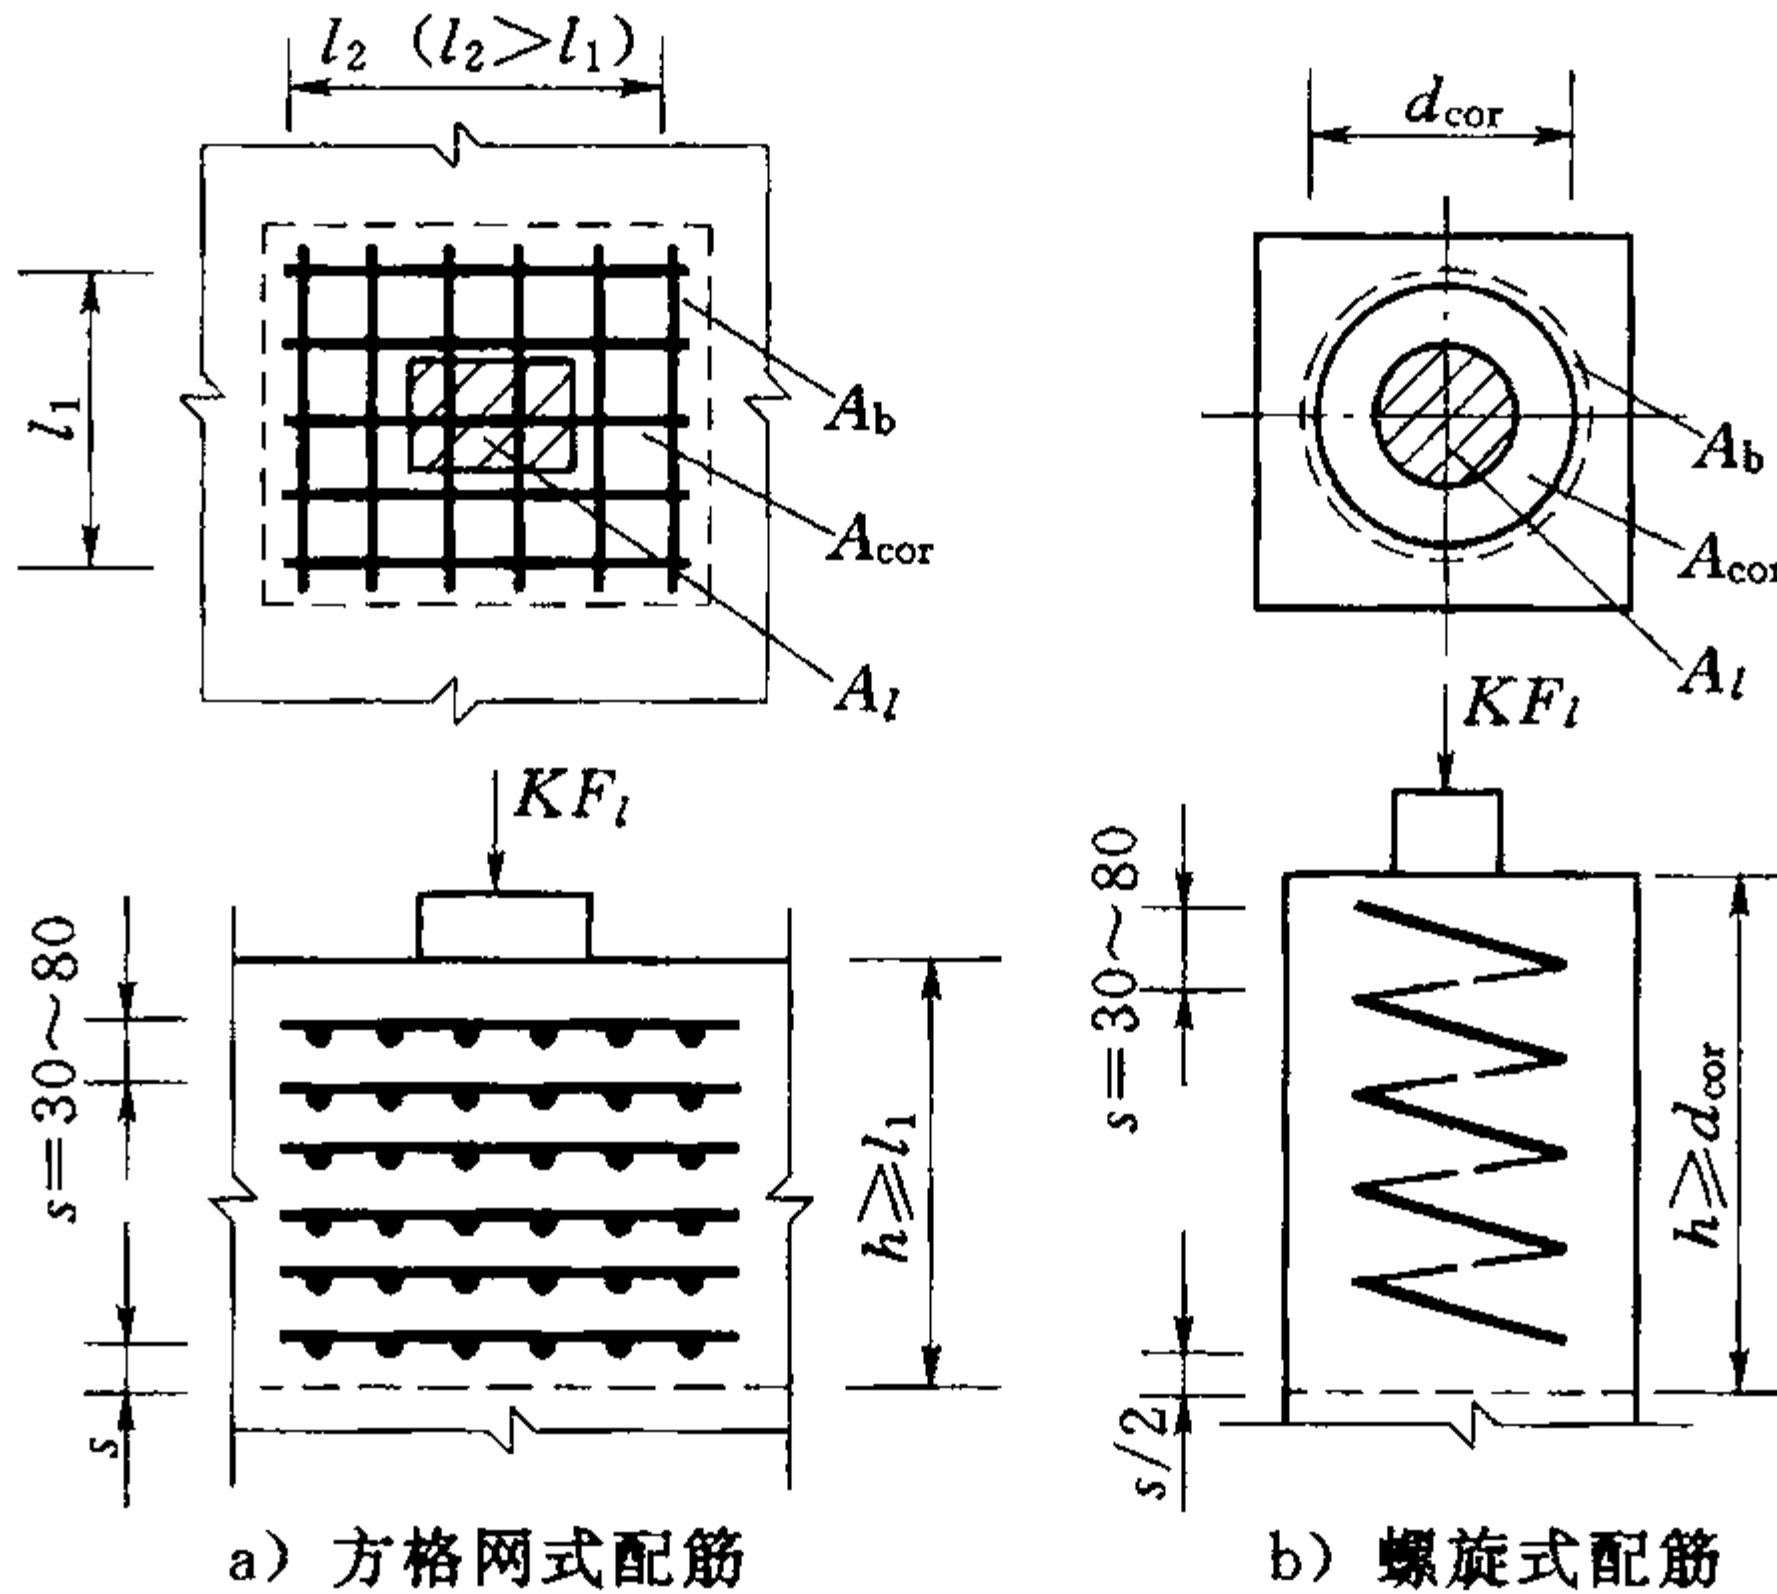 l₂ (l₂>l₁)
l₁
A_b
A_cor
A_l
KF_l
s=30~80
s
h≥l₁
a) 方格网式配筋
d_cor
A_b
A_cor
A_l
KF_l
s=30~80
s/2
h≥d_cor
b) 螺旋式配筋